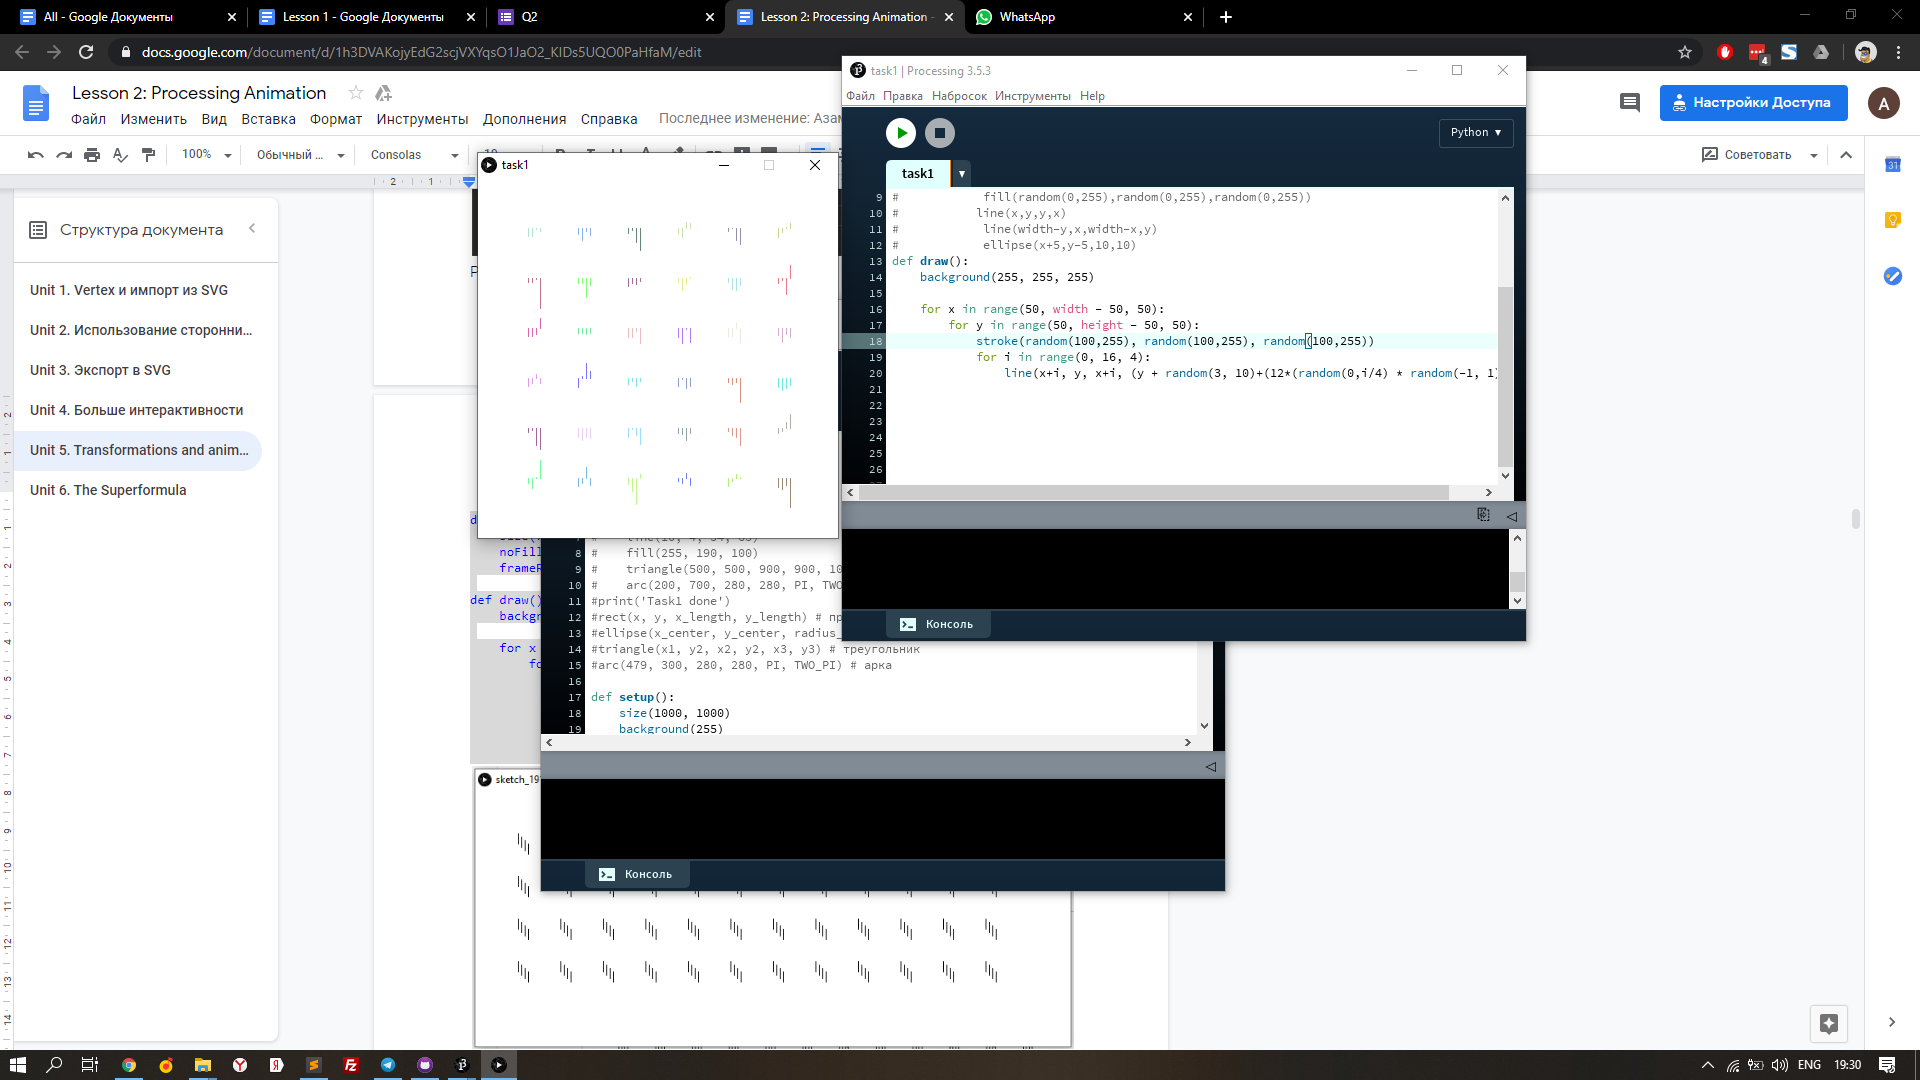 All - Google Документы
Lesson 1 - Google Документы
Q2
Lesson 2: Processing Animation -
WhatsApp
docs.google.com/document/d/1h3DVAKojyEdG2scjVXYqsO1JaO2_KIDs5UQO0PaHfaM/edit
4
Lesson 2: Processing Animation
Файл Изменить Вид Вставка Формат Инструменты Дополнения Справка Последнее изменение: Аза
Настройки Доступа
A
100% Обычный ... Consolas
Советовать
31
2 1
Структура документа
Unit 1. Vertex и импорт из SVG
Unit 2. Использование сторонни...
Unit 3. Экспорт в SVG
Unit 4. Больше интерактивности
Unit 5. Transformations and anim...
Unit 6. The Superformula
task1
task1 | Processing 3.5.3
Файл Правка Набросок Инструменты Help
Python ▾
task1
9 # fill(random(0,255),random(0,255),random(0,255))
10 # line(x,y,y,x)
11 # line(width-y,x,width-x,y)
12 # ellipse(x+5,y-5,10,10)
13 def draw():
14 background(255, 255, 255)
15
16 for x in range(50, width - 50, 50):
17 for y in range(50, height - 50, 50):
18 stroke(random(100,255), random(100,255), random(100,255))
19 for i in range(0, 16, 4):
20 line(x+i, y, x+i, (y + random(3, 10)+(12*(random(0,i/4) * random(-1, 1)
21
22
23
24
25
26
Консоль
noFill
frameR
def draw()
backgr
for x
fo
8 # fill(255, 190, 100)
9 # triangle(500, 500, 900, 900, 10
10 # arc(200, 700, 280, 280, PI, TWO
11 #print('Task1 done')
12 #rect(x, y, x_length, y_length) # пр
13 #ellipse(x_center, y_center, radius_
14 #triangle(x1, y2, x2, y2, x3, y3) # треугольник
15 #arc(479, 300, 280, 280, PI, TWO_PI) # арка
16
17 def setup():
18 size(1000, 1000)
19 background(255)
Консоль
sketch_19
ENG 19:30